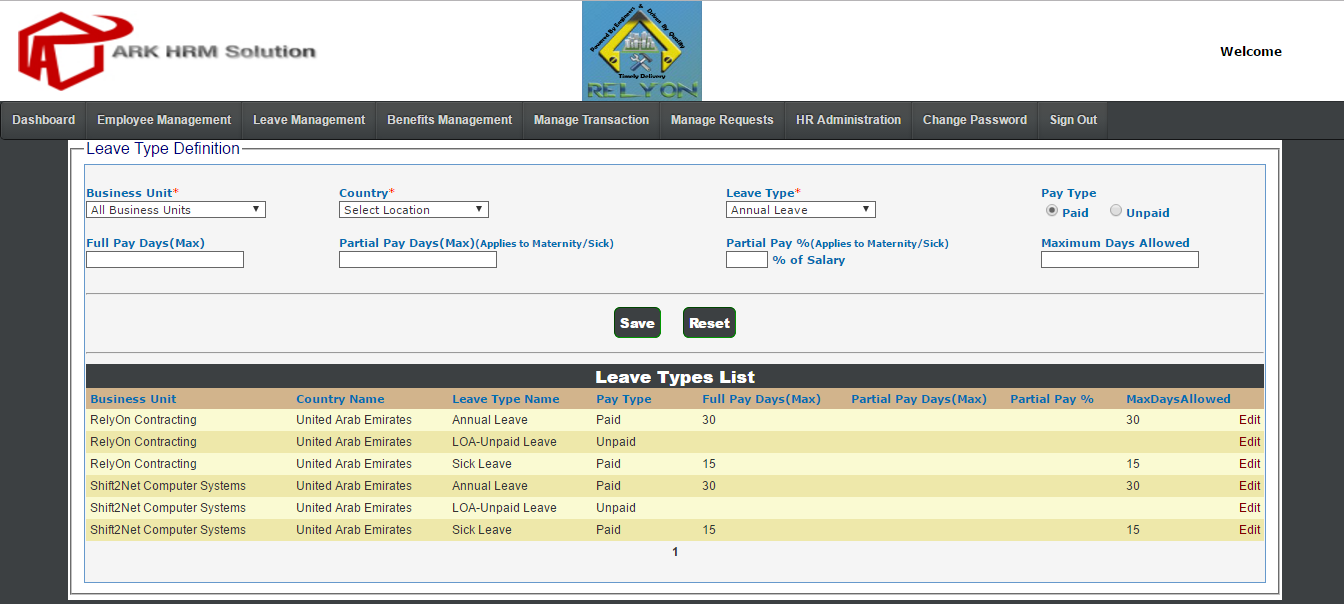 ARK HRM Solution
Powered By Engineers & Driven By Quality
Timely Delivery
RELYON
Welcome
Dashboard Employee Management Leave Management Benefits Management Manage Transaction Manage Requests HR Administration Change Password Sign Out
Leave Type Definition
Business Unit* Country* Leave Type* Pay Type
All Business Units Select Location Annual Leave Paid Unpaid
Full Pay Days(Max) Partial Pay Days(Max)(Applies to Maternity/Sick) Partial Pay %(Applies to Maternity/Sick) Maximum Days Allowed
% of Salary
Save Reset
Leave Types List
Business Unit Country Name Leave Type Name Pay Type Full Pay Days(Max) Partial Pay Days(Max) Partial Pay % MaxDaysAllowed
RelyOn Contracting United Arab Emirates Annual Leave Paid 30 30 Edit
RelyOn Contracting United Arab Emirates LOA-Unpaid Leave Unpaid Edit
RelyOn Contracting United Arab Emirates Sick Leave Paid 15 15 Edit
Shift2Net Computer Systems United Arab Emirates Annual Leave Paid 30 30 Edit
Shift2Net Computer Systems United Arab Emirates LOA-Unpaid Leave Unpaid Edit
Shift2Net Computer Systems United Arab Emirates Sick Leave Paid 15 15 Edit
1